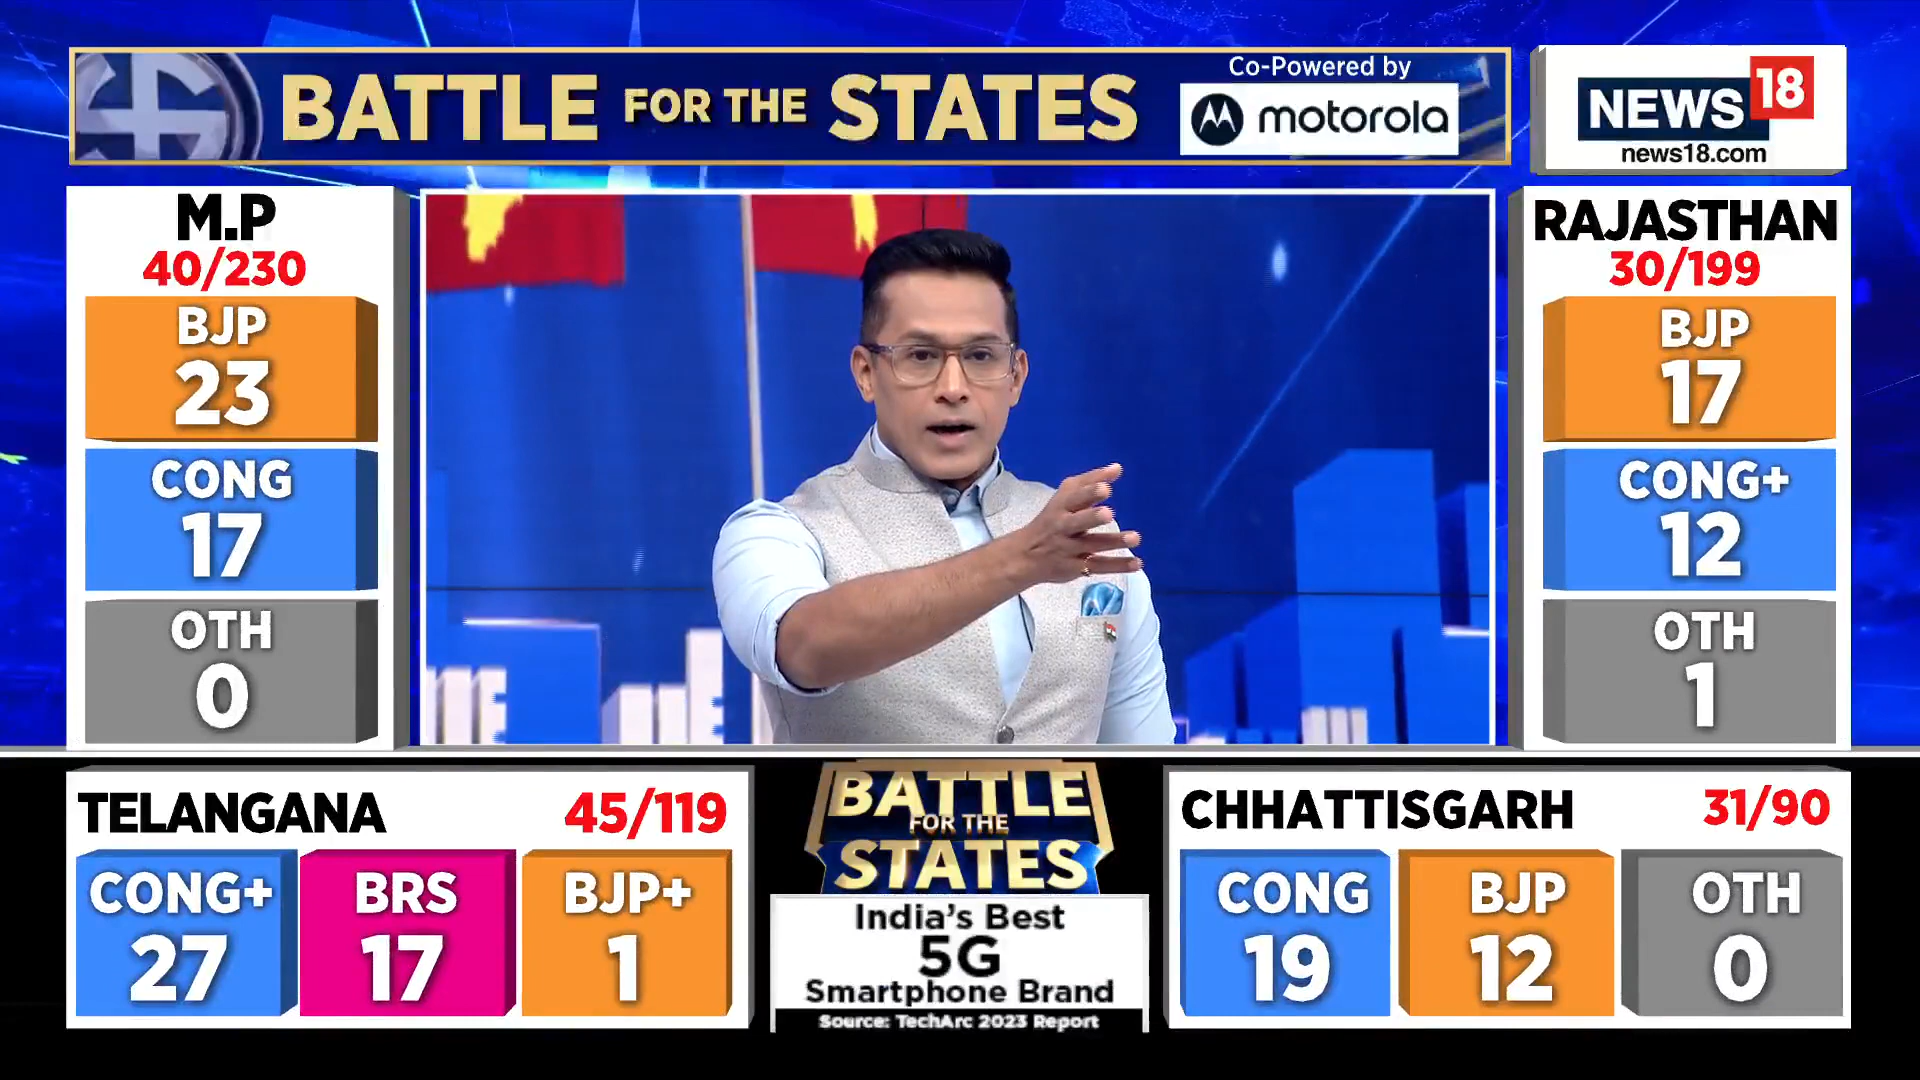 BATTLE FOR THE STATES
Co-Powered by
motorola
NEWS 18
news18.com
M.P
40/230
BJP
23
CONG
17
OTH
0
RAJASTHAN
30/199
BJP
17
CONG+
12
OTH
1
TELANGANA 45/119
CONG+ BRS BJP+
27 17 1
BATTLE
FOR THE
STATES
India's Best
5G
Smartphone Brand
Source: TechArc 2023 Report
CHHATTISGARH 31/90
CONG BJP OTH
19 12 0